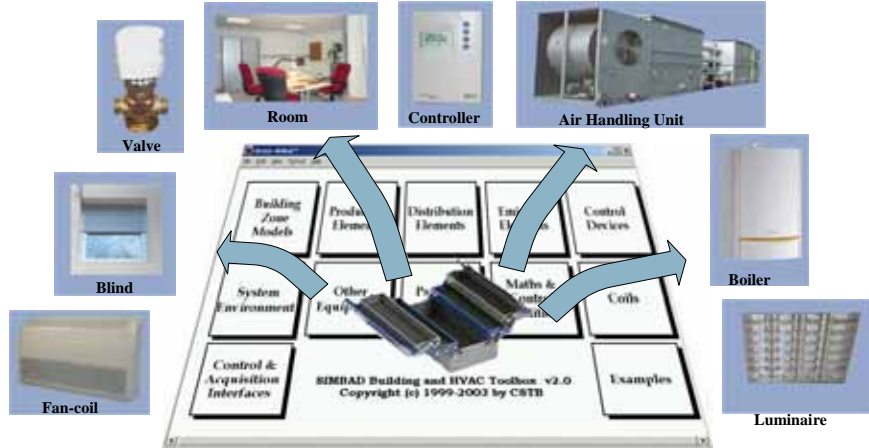 Valve
Room
Controller
Air Handling Unit
Blind
Boiler
Fan-coil
Luminaire
Building
Zone
Models
Distribution
Elements
Control
Devices
System
Environment
Other
Maths &
Coils
Control &
Acquisition
Interfaces
SIMBAD Building and HVAC Toolbox v2.0
Copyright (c) 1999-2003 by CSTB
Examples